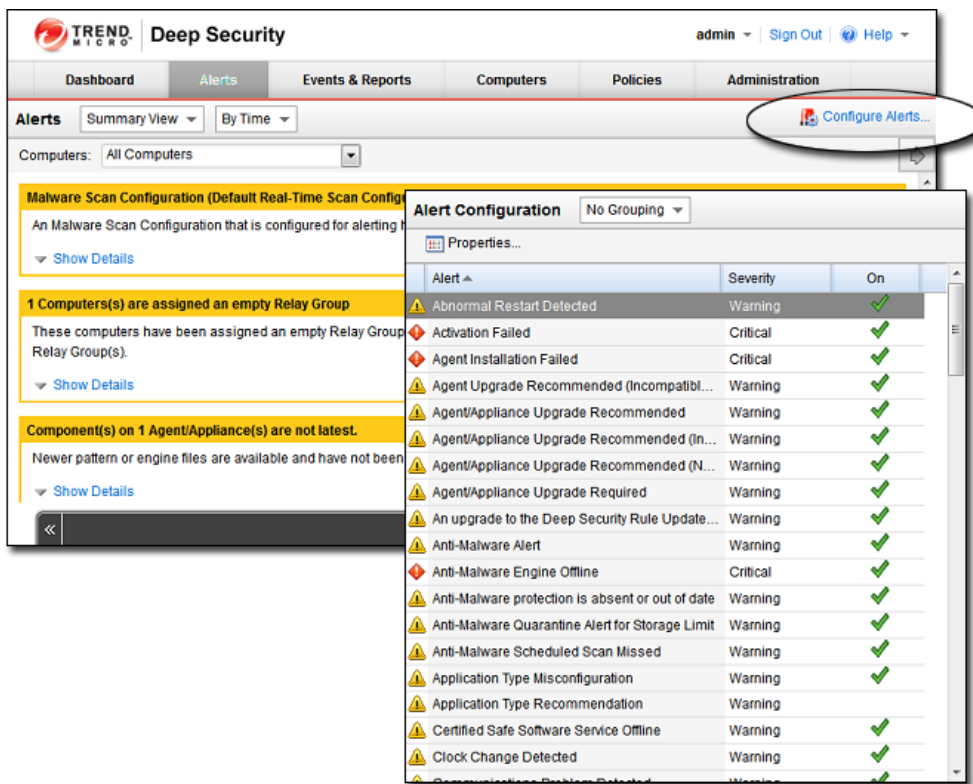 TREND MICRO Deep Security
admin Sign Out Help
Dashboard Alerts Events & Reports Computers Policies Administration
Alerts Summary View By Time Configure Alerts...
Computers: All Computers
Malware Scan Configuration (Default Real-Time Scan
An Malware Scan Configuration that is configured for alerting
Show Details
1 Computers(s) are assigned an empty Relay Group
These computers have been assigned an empty Relay Group
Relay Group(s).
Show Details
Component(s) on 1 Agent/Appliance(s) are not latest.
Newer pattern or engine files are available and have not been
Show Details
Alert Configuration No Grouping
Properties...
Alert Severity On
Abnormal Restart Detected Warning
Activation Failed Critical
Agent Installation Failed Critical
Agent Upgrade Recommended (Incompatibl... Warning
Agent/Appliance Upgrade Recommended Warning
Agent/Appliance Upgrade Recommended (In... Warning
Agent/Appliance Upgrade Recommended (N... Warning
Agent/Appliance Upgrade Required Warning
An upgrade to the Deep Security Rule Update... Warning
Anti-Malware Alert Warning
Anti-Malware Engine Offline Critical
Anti-Malware protection is absent or out of date Warning
Anti-Malware Quarantine Alert for Storage Limit Warning
Anti-Malware Scheduled Scan Missed Warning
Application Type Misconfiguration Warning
Application Type Recommendation Warning
Certified Safe Software Service Offline Warning
Clock Change Detected Warning
Communications Problem Detected Warning